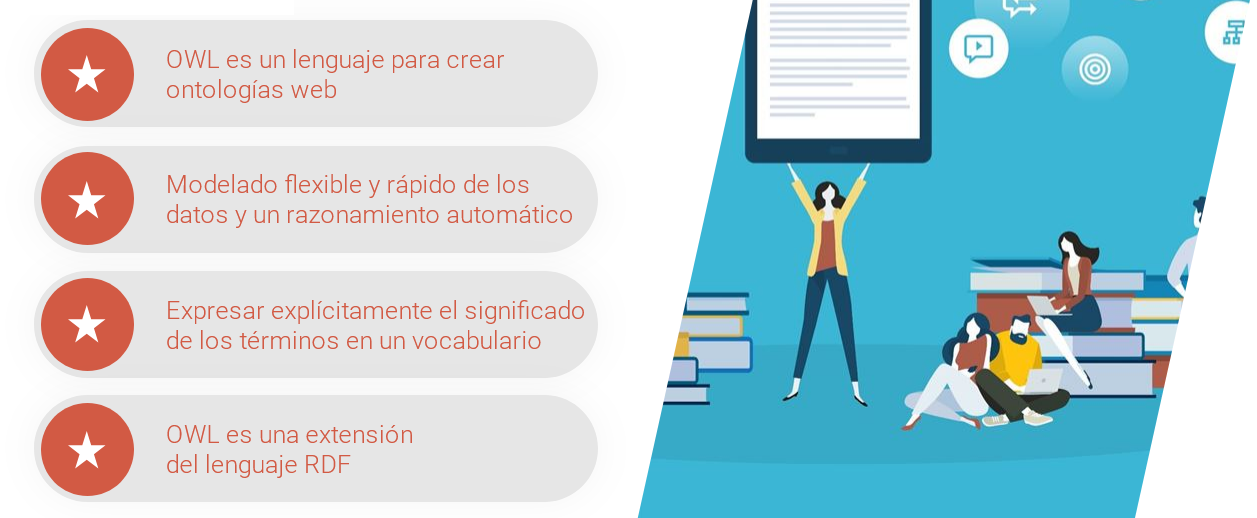 OWL es un lenguaje para crear
ontologías web
Modelado flexible y rápido de los
datos y un razonamiento automático
Expresar explícitamente el significado
de los términos en un vocabulario
OWL es una extensión
del lenguaje RDF